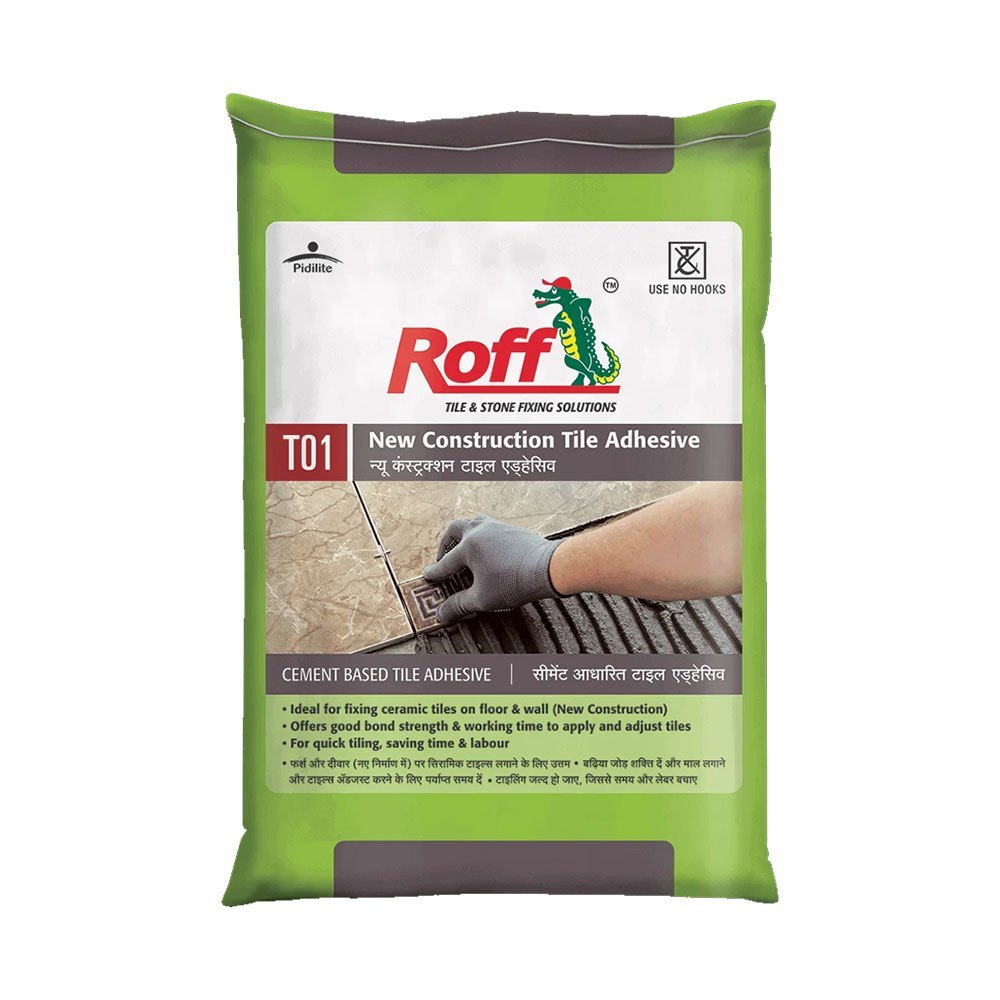 Pidilite
USE NO HOOKS
TM
Roff
TILE & STONE FIXING SOLUTIONS
T01
New Construction Tile Adhesive
न्यू कंस्ट्रक्शन टाइल एड्हेसिव
CEMENT BASED TILE ADHESIVE | सीमेंट आधारित टाइल एड्हेसिव
• Ideal for fixing ceramic tiles on floor & wall (New Construction)
• Offers good bond strength & working time to apply and adjust tiles
• For quick tiling, saving time & labour
• फर्श और दीवार (नए निर्माण में) पर सिरामिक टाइल्स लगाने के लिए उत्तम • बढ़िया जोड़ शक्ति दें और माल लगाने
और टाइल्स ॲडजस्ट करने के लिए पर्याप्त समय दें • टाइलिंग जल्द हो जाए, जिससे समय और लेबर बचाए